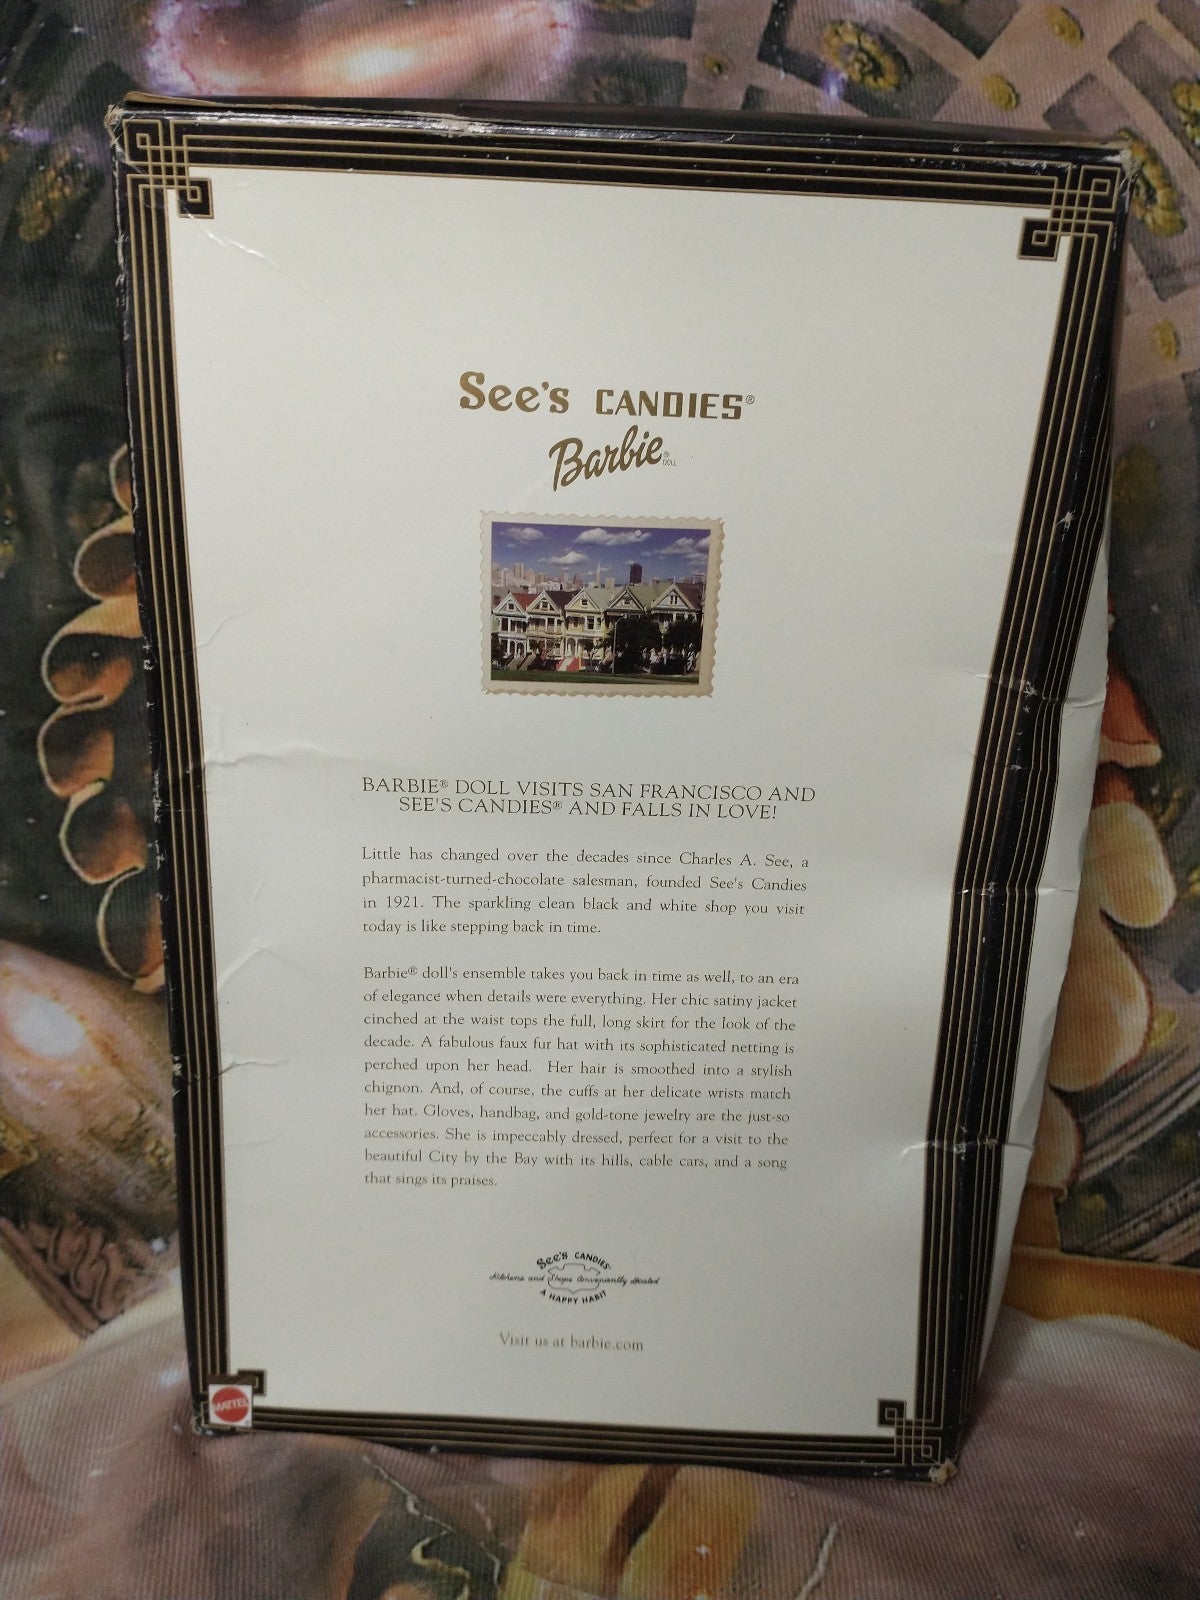 See's CANDIES®
Barbie® DOLL
BARBIE® DOLL VISITS SAN FRANCISCO AND
SEE'S CANDIES® AND FALLS IN LOVE!
Little has changed over the decades since Charles A. See, a
pharmacist-turned-chocolate salesman, founded See's Candies
in 1921. The sparkling clean black and white shop you visit
today is like stepping back in time.
Barbie® doll's ensemble takes you back in time as well, to an era
of elegance when details were everything. Her chic satiny jacket
cinched at the waist tops the full, long skirt for the look of the
decade. A fabulous faux fur hat with its sophisticated netting is
perched upon her head. Her hair is smoothed into a stylish
chignon. And, of course, the cuffs at her delicate wrists match
her hat. Gloves, handbag, and gold-tone jewelry are the just-so
accessories. She is impeccably dressed, perfect for a visit to the
beautiful City by the Bay with its hills, cable cars, and a song
that sings its praises.
See's CANDIES®
Kitchens and Shops Conveniently Located
A HAPPY HABIT
Visit us at barbie.com
MATTEL